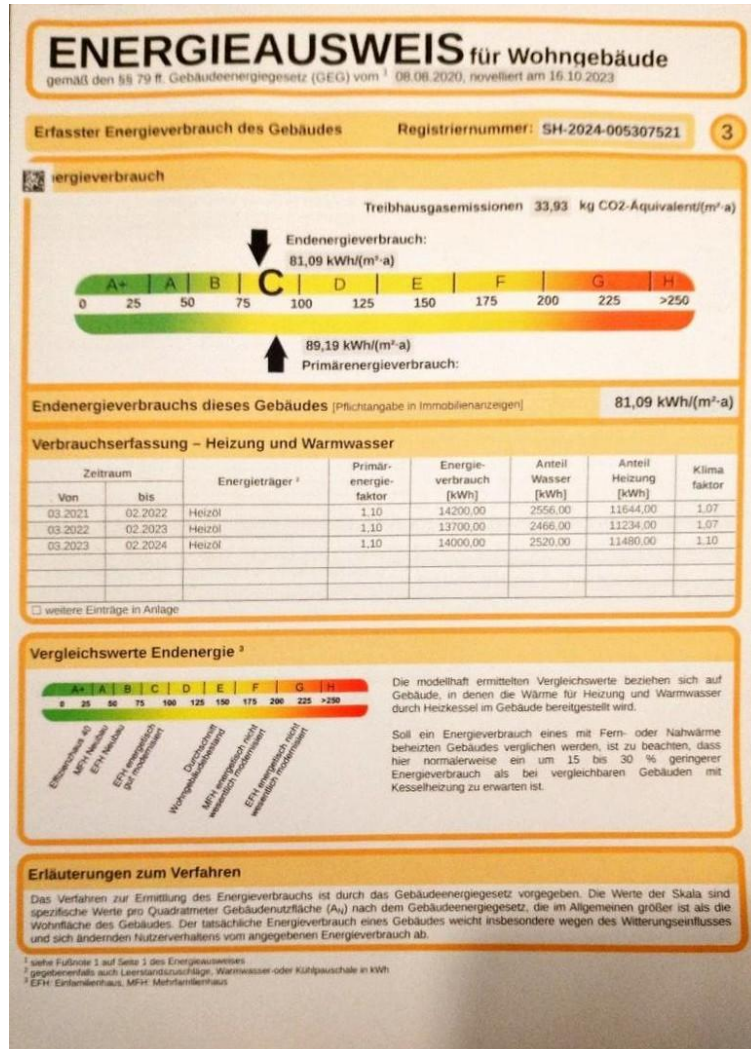 ENERGIEAUSWEIS für Wohngebäude
gemäß den §§ 79 ff. Gebäudeenergiegesetz (GEG) vom ¹ 08.08.2020, novelliert am 16.10.2023
Erfasster Energieverbrauch des Gebäudes Registriernummer: SH-2024-005307521 3
ergieverbrauch
Treibhausgasemissionen 33,93 kg CO2-Äquivalent/(m²·a)
Endenergieverbrauch:
81,09 kWh/(m²·a)
A+ A B C D E F G H
0 25 50 75 100 125 150 175 200 225 >250
89,19 kWh/(m²·a)
Primärenergieverbrauch:
Endenergieverbrauchs dieses Gebäudes [Pflichtangabe in Immobilienanzeigen] 81,09 kWh/(m²·a)
Verbrauchserfassung – Heizung und Warmwasser
Zeitraum
Von bis
Energieträger ²
Primär-
energie-
faktor
Energie-
verbrauch
[kWh]
Anteil
Wasser
[kWh]
Anteil
Heizung
[kWh]
Klima
faktor
03.2021 02.2022 Heizöl 1,10 14200,00 2556,00 11644,00 1,07
03.2022 02.2023 Heizöl 1,10 13700,00 2466,00 11234,00 1,07
03.2023 02.2024 Heizöl 1,10 14000,00 2520,00 11480,00 1,10
☐ weitere Einträge in Anlage
Vergleichswerte Endenergie ³
A+ A B C D E F G H
0 25 50 75 100 125 150 175 200 225 >250
Effizienzhaus 40
MFH Neubau
EFH Neubau
EFH energetisch
gut modernisiert
Durchschnitt
Wohngebäudebestand
MFH energetisch nicht
wesentlich modernisiert
EFH energetisch nicht
wesentlich modernisiert
Die modellhaft ermittelten Vergleichswerte beziehen sich auf
Gebäude, in denen die Wärme für Heizung und Warmwasser
durch Heizkessel im Gebäude bereitgestellt wird.
Soll ein Energieverbrauch eines mit Fern- oder Nahwärme
beheizten Gebäudes verglichen werden, ist zu beachten, dass
hier normalerweise ein um 15 bis 30 % geringerer
Energieverbrauch als bei vergleichbaren Gebäuden mit
Kesselheizung zu erwarten ist.
Erläuterungen zum Verfahren
Das Verfahren zur Ermittlung des Energieverbrauchs ist durch das Gebäudeenergiegesetz vorgegeben. Die Werte der Skala sind
spezifische Werte pro Quadratmeter Gebäudenutzfläche (Aₙ) nach dem Gebäudeenergiegesetz, die im Allgemeinen größer ist als die
Wohnfläche des Gebäudes. Der tatsächliche Energieverbrauch eines Gebäudes weicht insbesondere wegen des Witterungseinflusses
und sich ändernden Nutzerverhaltens vom angegebenen Energieverbrauch ab.
¹ siehe Fußnote 1 auf Seite 1 des Energieausweises
² gegebenenfalls auch Leerstandszuschläge, Warmwasser-oder Kühlpauschale in kWh
³ EFH: Einfamilienhaus, MFH: Mehrfamilienhaus